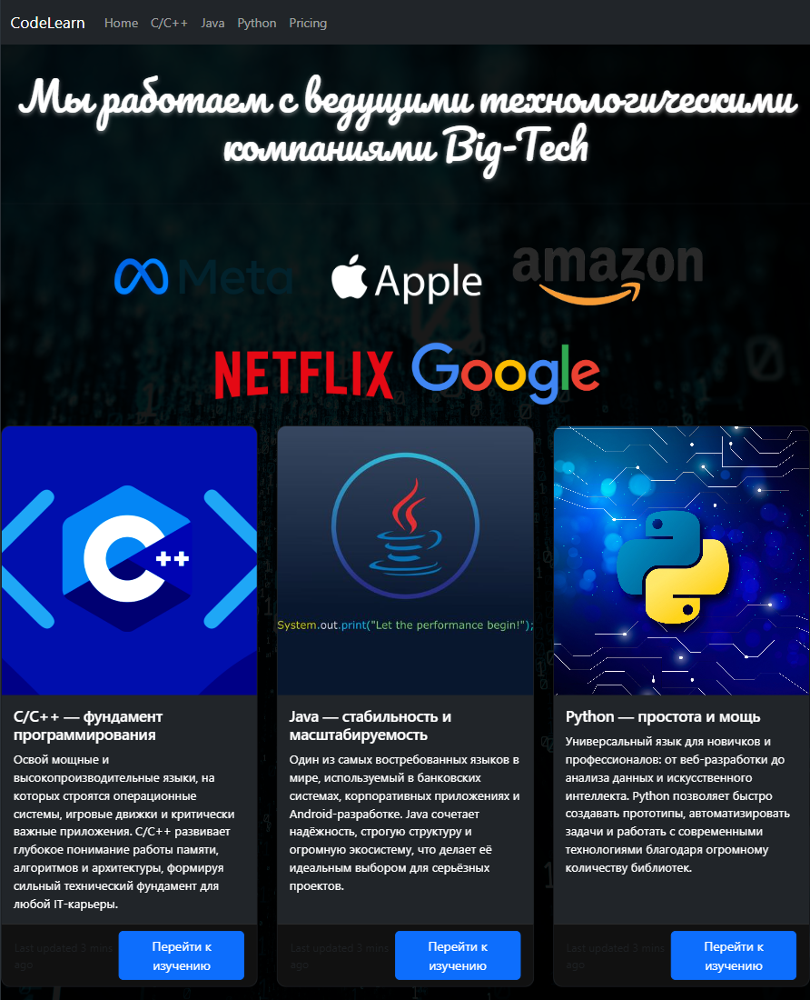 CodeLearn Home C/C++ Java Python Pricing
Мы работаем с ведущими технологическими
компаниями Big-Tech
Meta Apple amazon
NETFLIX Google
C++
System.out.print("Let the performance begin!");
C/C++ — фундамент
программирования
Освой мощные и
высокопроизводительные языки, на
которых строятся операционные
системы, игровые движки и критически
важные приложения. C/C++ развивает
глубокое понимание работы памяти,
алгоритмов и архитектуры, формируя
сильный технический фундамент для
любой IT-карьеры.
Last updated 3 mins
ago
Перейти к
изучению
Java — стабильность и
масштабируемость
Один из самых востребованных языков в
мире, используемый в банковских
системах, корпоративных приложениях и
Android-разработке. Java сочетает
надёжность, строгую структуру и
огромную экосистему, что делает её
идеальным выбором для серьёзных
проектов.
Last updated 3 mins
ago
Перейти к
изучению
Python — простота и мощь
Универсальный язык для новичков и
профессионалов: от веб-разработки до
анализа данных и искусственного
интеллекта. Python позволяет быстро
создавать прототипы, автоматизировать
задачи и работать с современными
технологиями благодаря огромному
количеству библиотек.
Last updated 3 mins
ago
Перейти к
изучению